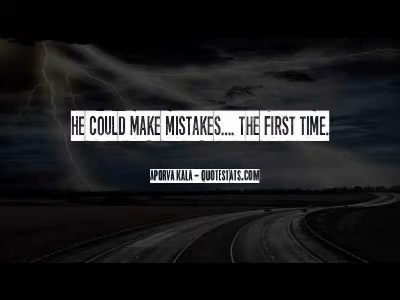 HE COULD MAKE MISTAKES.... THE FIRST TIME.
APORVA KALA - QUOTESTATS.COM